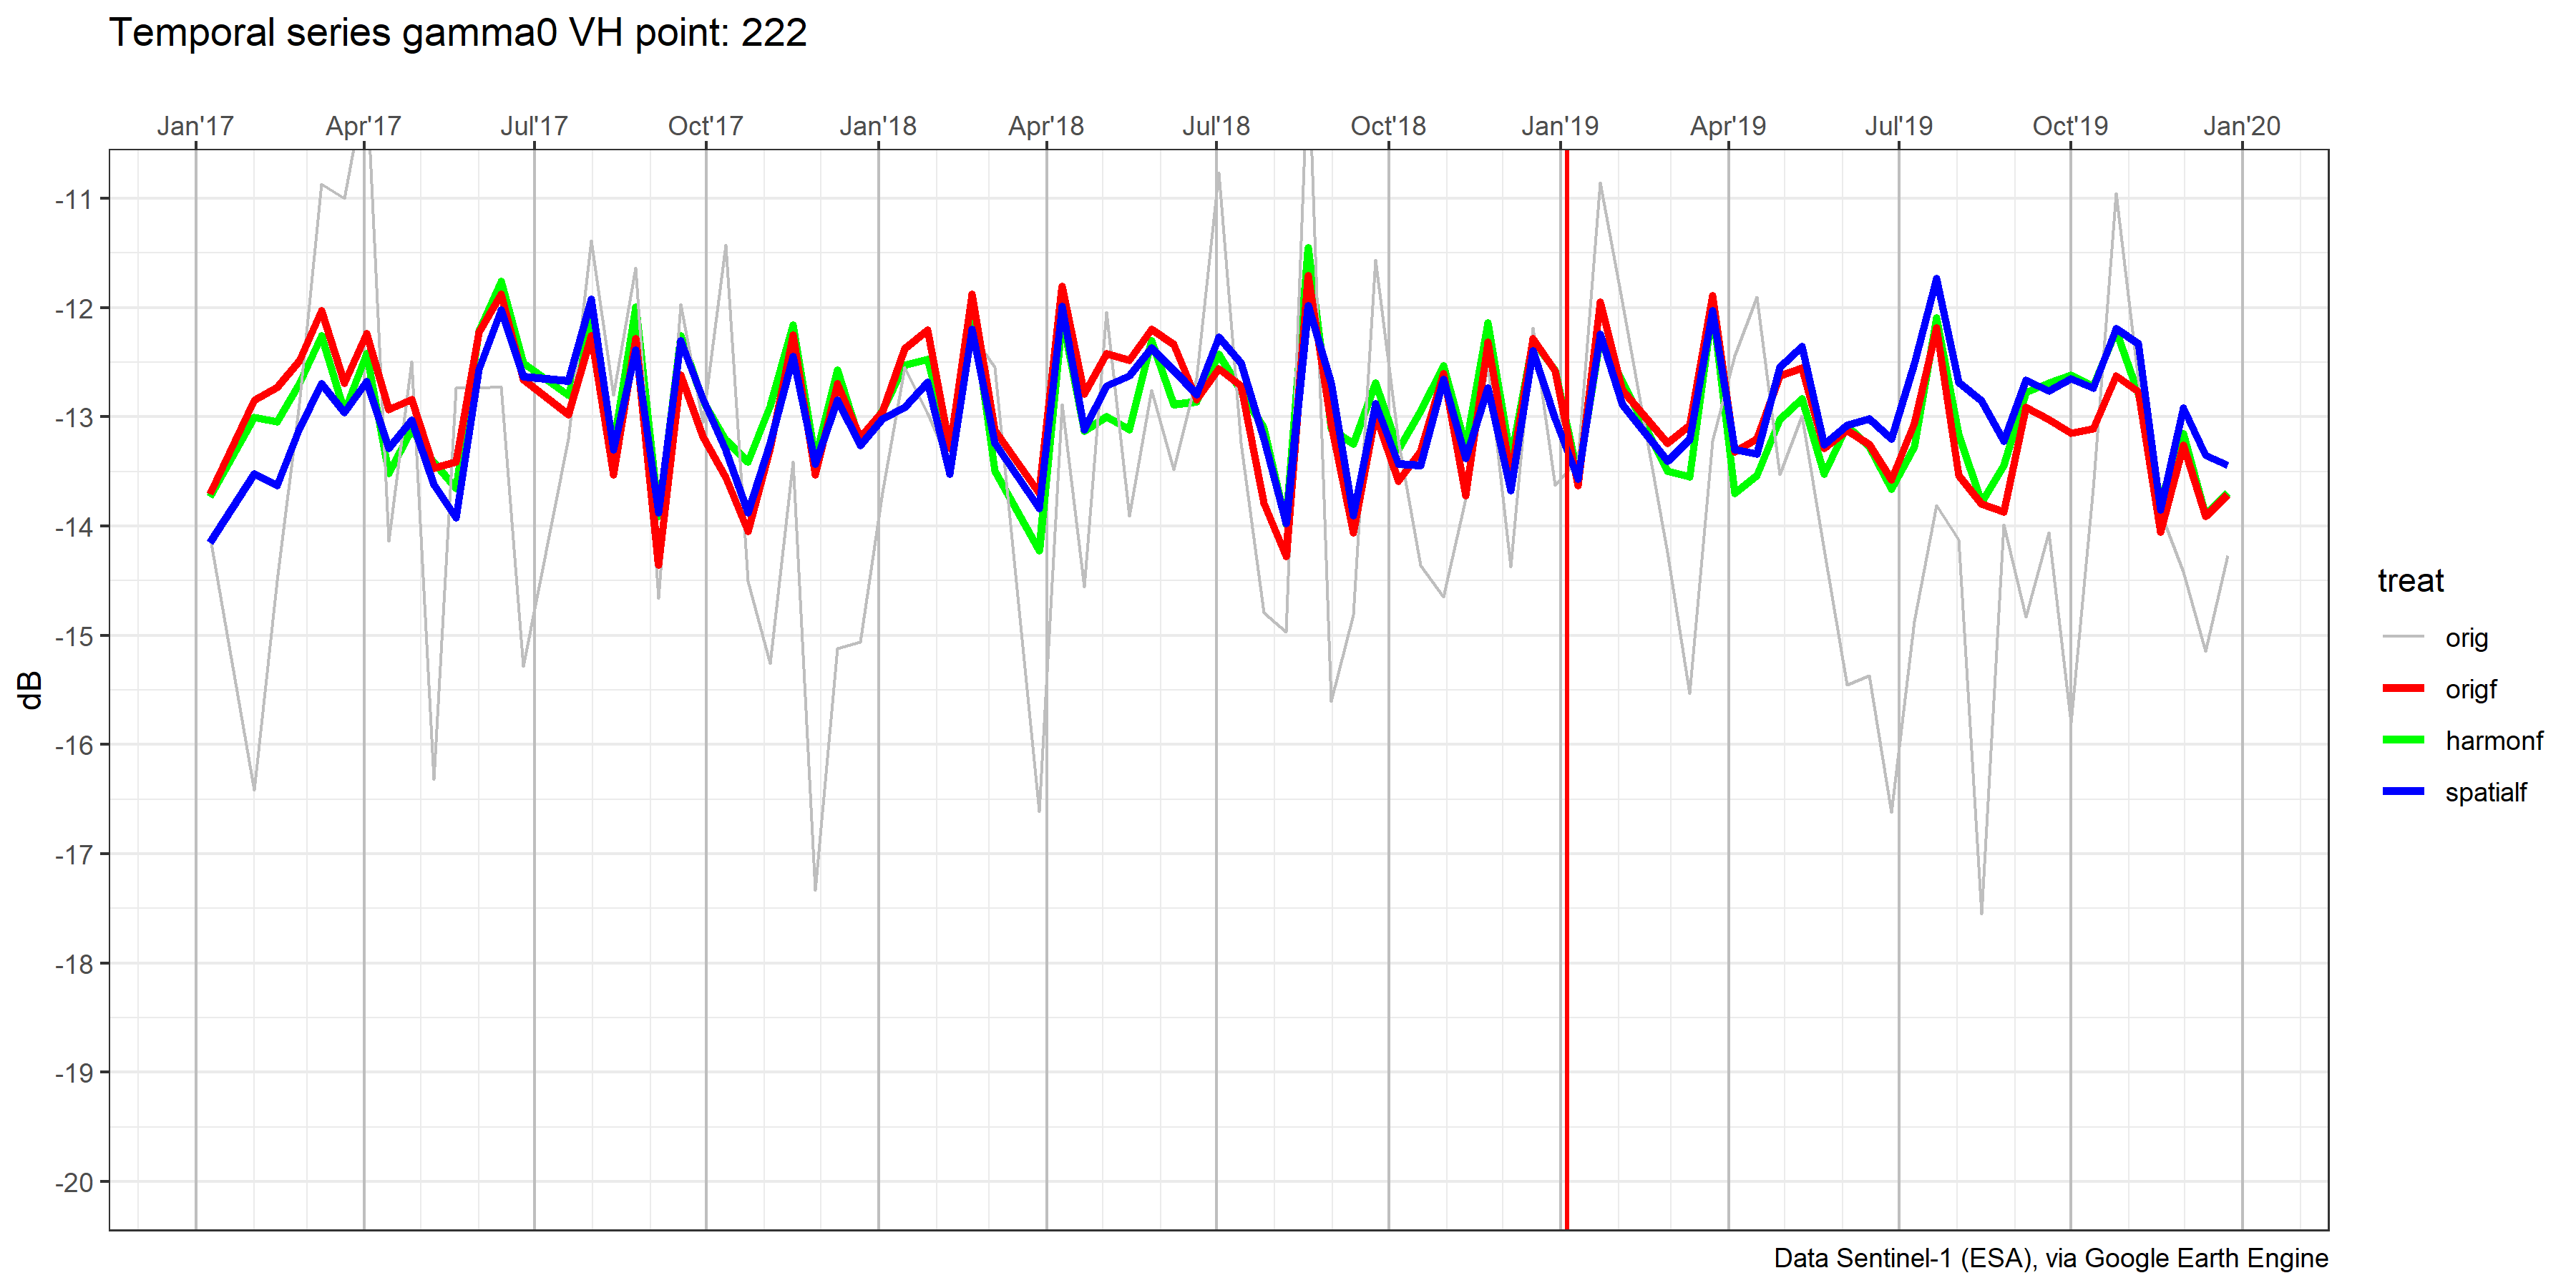 Temporal series gamma0 VH point: 222
Jan'17 Apr'17 Jul'17 Oct'17 Jan'18 Apr'18 Jul'18 Oct'18 Jan'19 Apr'19 Jul'19 Oct'19 Jan'20
-11
-12
-13
-14
-15
-16
-17
-18
-19
-20
dB
treat
orig
origf
harmonf
spatialf
Data Sentinel-1 (ESA), via Google Earth Engine